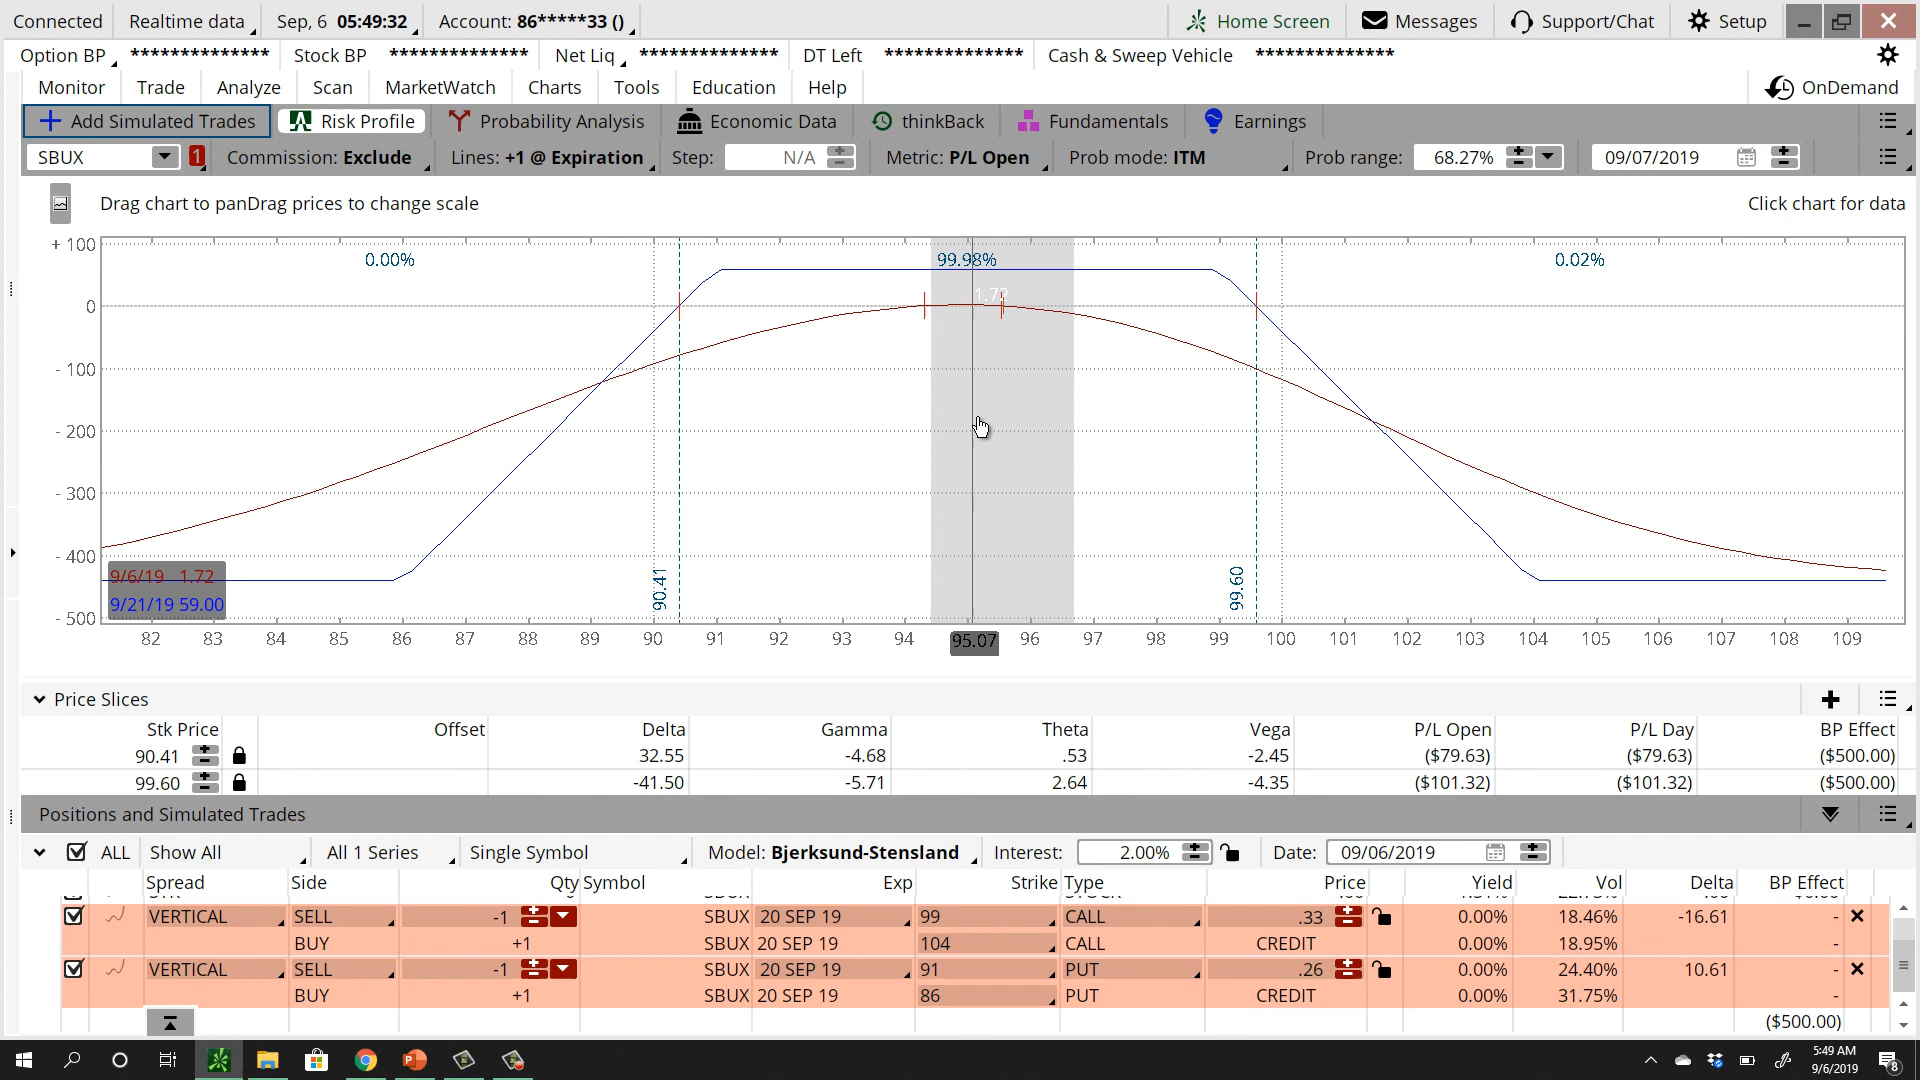 Connected Realtime data Sep, 6 05:49:32 Account: 86*****33 () Home Screen Messages Support/Chat Setup
Option BP ************** Stock BP ************** Net Liq ************** DT Left ************** Cash & Sweep Vehicle **************
Monitor Trade Analyze Scan MarketWatch Charts Tools Education Help OnDemand
Add Simulated Trades Risk Profile Probability Analysis Economic Data thinkBack Fundamentals Earnings
SBUX 1 Commission: Exclude Lines: +1 @ Expiration Step: N/A Metric: P/L Open Prob mode: ITM Prob range: 68.27% 09/07/2019
Drag chart to panDrag prices to change scale Click chart for data
+ 100
0.00% 99.98% 0.02%
0
- 100
- 200
- 300
- 400
- 500
90.41 99.60
9/6/19 1.72
9/21/19 59.00
82 83 84 85 86 87 88 89 90 91 92 93 94 95.07 96 97 98 99 100 101 102 103 104 105 106 107 108 109
Price Slices
Stk Price Offset Delta Gamma Theta Vega P/L Open P/L Day BP Effect
90.41 32.55 -4.68 .53 -2.45 ($79.63) ($79.63) ($500.00)
99.60 -41.50 -5.71 2.64 -4.35 ($101.32) ($101.32) ($500.00)
Positions and Simulated Trades
ALL Show All All 1 Series Single Symbol Model: Bjerksund-Stensland Interest: 2.00% Date: 09/06/2019
Spread Side Qty Symbol Exp Strike Type Price Yield Vol Delta BP Effect
VERTICAL SELL -1 SBUX 20 SEP 19 99 CALL .33 0.00% 18.46% -16.61 -
BUY +1 SBUX 20 SEP 19 104 CALL CREDIT 0.00% 18.95% -
VERTICAL SELL -1 SBUX 20 SEP 19 91 PUT .26 0.00% 24.40% 10.61 -
BUY +1 SBUX 20 SEP 19 86 PUT CREDIT 0.00% 31.75% -
($500.00)
5:49 AM
9/6/2019
8